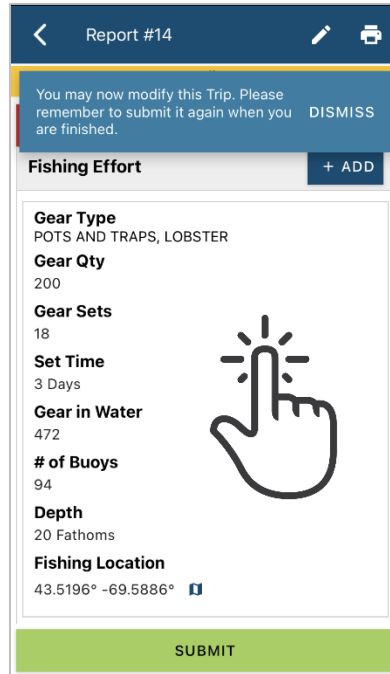 Report #14
You may now modify this Trip. Please
remember to submit it again when you
are finished.
DISMISS
Fishing Effort
+ ADD
Gear Type
POTS AND TRAPS, LOBSTER
Gear Qty
200
Gear Sets
18
Set Time
3 Days
Gear in Water
472
# of Buoys
94
Depth
20 Fathoms
Fishing Location
43.5196° -69.5886°
SUBMIT